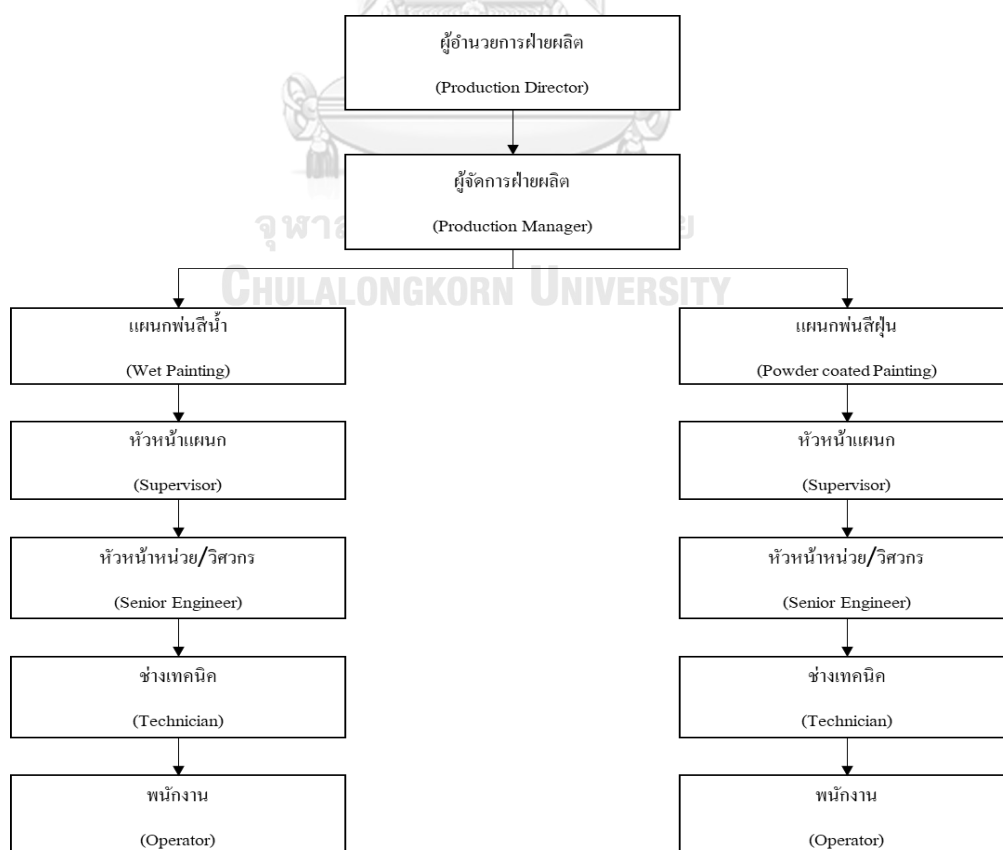 ผู้อำนวยการฝ่ายผลิต
(Production Director)
ผู้จัดการฝ่ายผลิต
(Production Manager)
CHULALONGKORN UNIVERSITY
แผนกพ่นสีน้ำ
(Wet Painting)
แผนกพ่นสีฝุ่น
(Powder coated Painting)
หัวหน้าแผนก
(Supervisor)
หัวหน้าแผนก
(Supervisor)
หัวหน้าหน่วย/วิศวกร
(Senior Engineer)
หัวหน้าหน่วย/วิศวกร
(Senior Engineer)
ช่างเทคนิค
(Technician)
ช่างเทคนิค
(Technician)
พนักงาน
(Operator)
พนักงาน
(Operator)